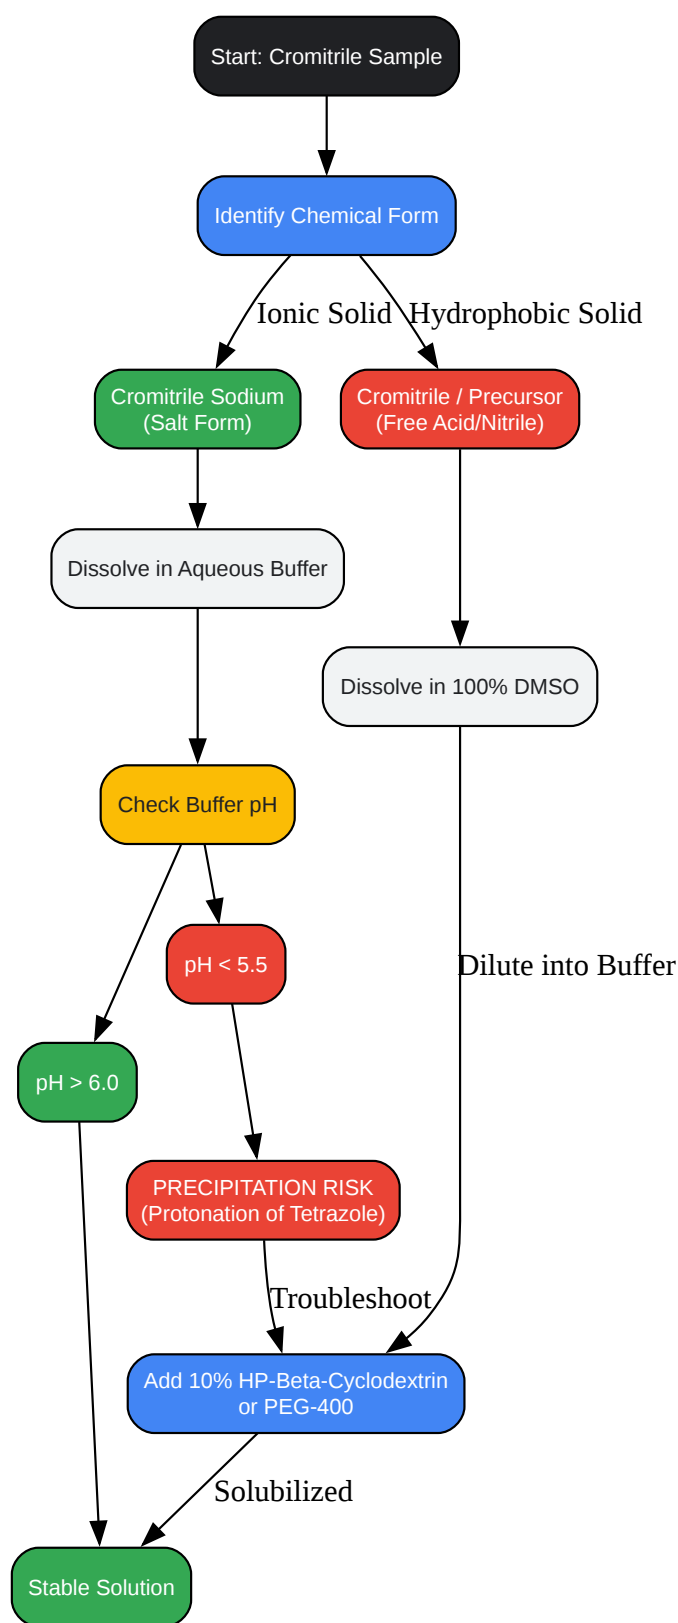 Start: Cromitrile Sample
Identify Chemical Form
Ionic Solid
Hydrophobic Solid
Cromitrile Sodium
(Salt Form)
Cromitrile / Precursor
(Free Acid/Nitrile)
Dissolve in Aqueous Buffer
Dissolve in 100% DMSO
Check Buffer pH
pH < 5.5
Dilute into Buffer
pH > 6.0
PRECIPITATION RISK
(Protonation of Tetrazole)
Troubleshoot
Add 10% HP-Beta-Cyclodextrin
or PEG-400
Solubilized
Stable Solution